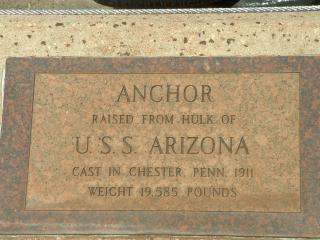 ANCHOR
RAISED FROM HULK OF
U.S.S. ARIZONA
CAST IN CHESTER, PENN. 1911
WEIGHT 19,585 POUNDS